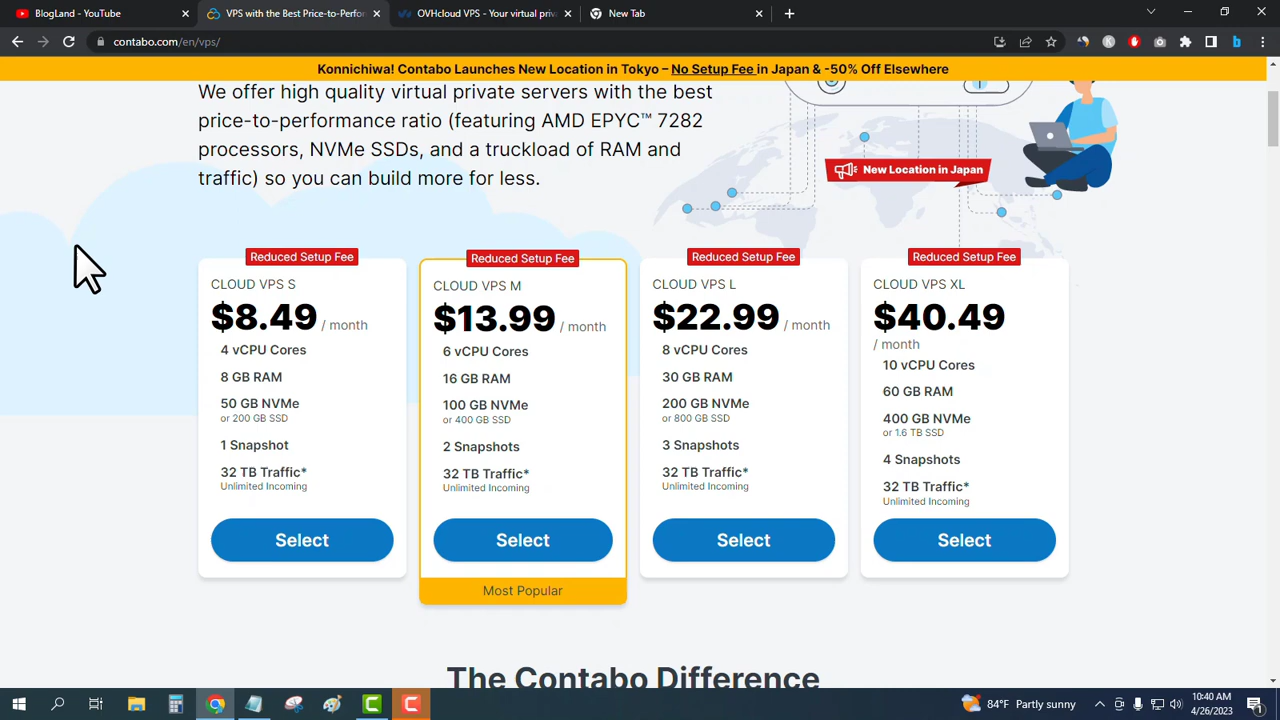 BlogLand - YouTube
VPS with the Best Price-to-Perfor
OVHcloud VPS - Your virtual priva
New Tab
contabo.com/en/vps/
Konnichiwa! Contabo Launches New Location in Tokyo – No Setup Fee in Japan & -50% Off Elsewhere
We offer high quality virtual private servers with the best
price-to-performance ratio (featuring AMD EPYC™ 7282
processors, NVMe SSDs, and a truckload of RAM and
traffic) so you can build more for less.
New Location in Japan
Reduced Setup Fee
CLOUD VPS S
$8.49 / month
4 vCPU Cores
8 GB RAM
50 GB NVMe
or 200 GB SSD
1 Snapshot
32 TB Traffic*
Unlimited Incoming
Select
Reduced Setup Fee
CLOUD VPS M
$13.99 / month
6 vCPU Cores
16 GB RAM
100 GB NVMe
or 400 GB SSD
2 Snapshots
32 TB Traffic*
Unlimited Incoming
Select
Most Popular
Reduced Setup Fee
CLOUD VPS L
$22.99 / month
8 vCPU Cores
30 GB RAM
200 GB NVMe
or 800 GB SSD
3 Snapshots
32 TB Traffic*
Unlimited Incoming
Select
Reduced Setup Fee
CLOUD VPS XL
$40.49
/ month
10 vCPU Cores
60 GB RAM
400 GB NVMe
or 1.6 TB SSD
4 Snapshots
32 TB Traffic*
Unlimited Incoming
Select
The Contabo Difference
84°F Partly sunny
10:40 AM
4/26/2023